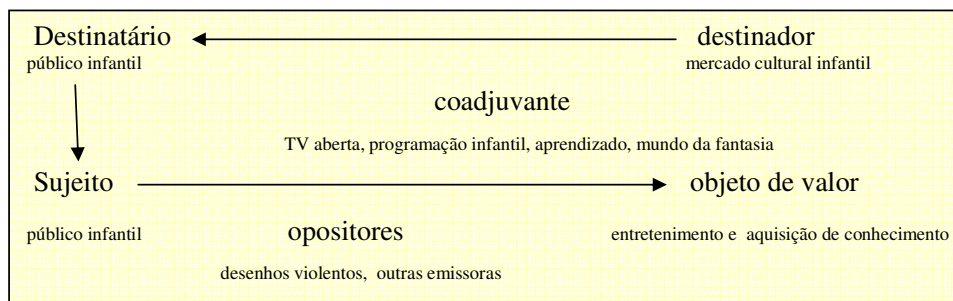 Destinatário destinador
público infantil mercado cultural infantil
coadjuvante
TV aberta, programação infantil, aprendizado, mundo da fantasia
Sujeito objeto de valor
público infantil opositores entretenimento e aquisição de conhecimento
desenhos violentos, outras emissoras